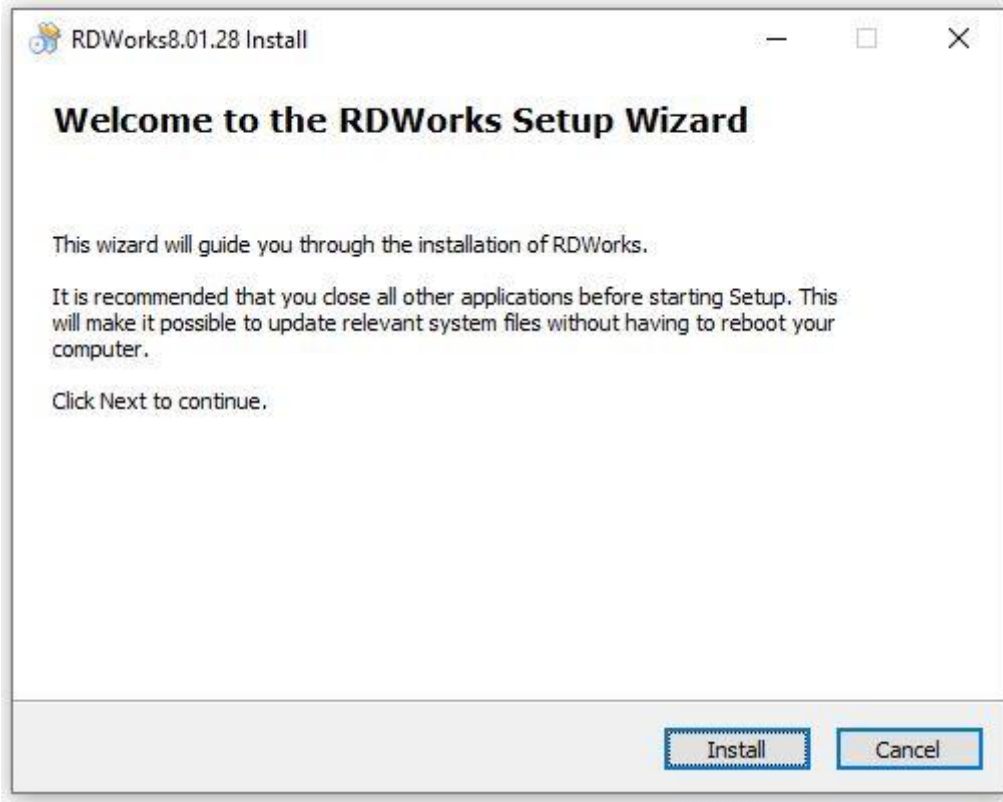 RDWorks8.01.28 Install
Welcome to the RDWorks Setup Wizard
This wizard will guide you through the installation of RDWorks.
It is recommended that you close all other applications before starting Setup. This
will make it possible to update relevant system files without having to reboot your
computer.
Click Next to continue.
Install
Cancel